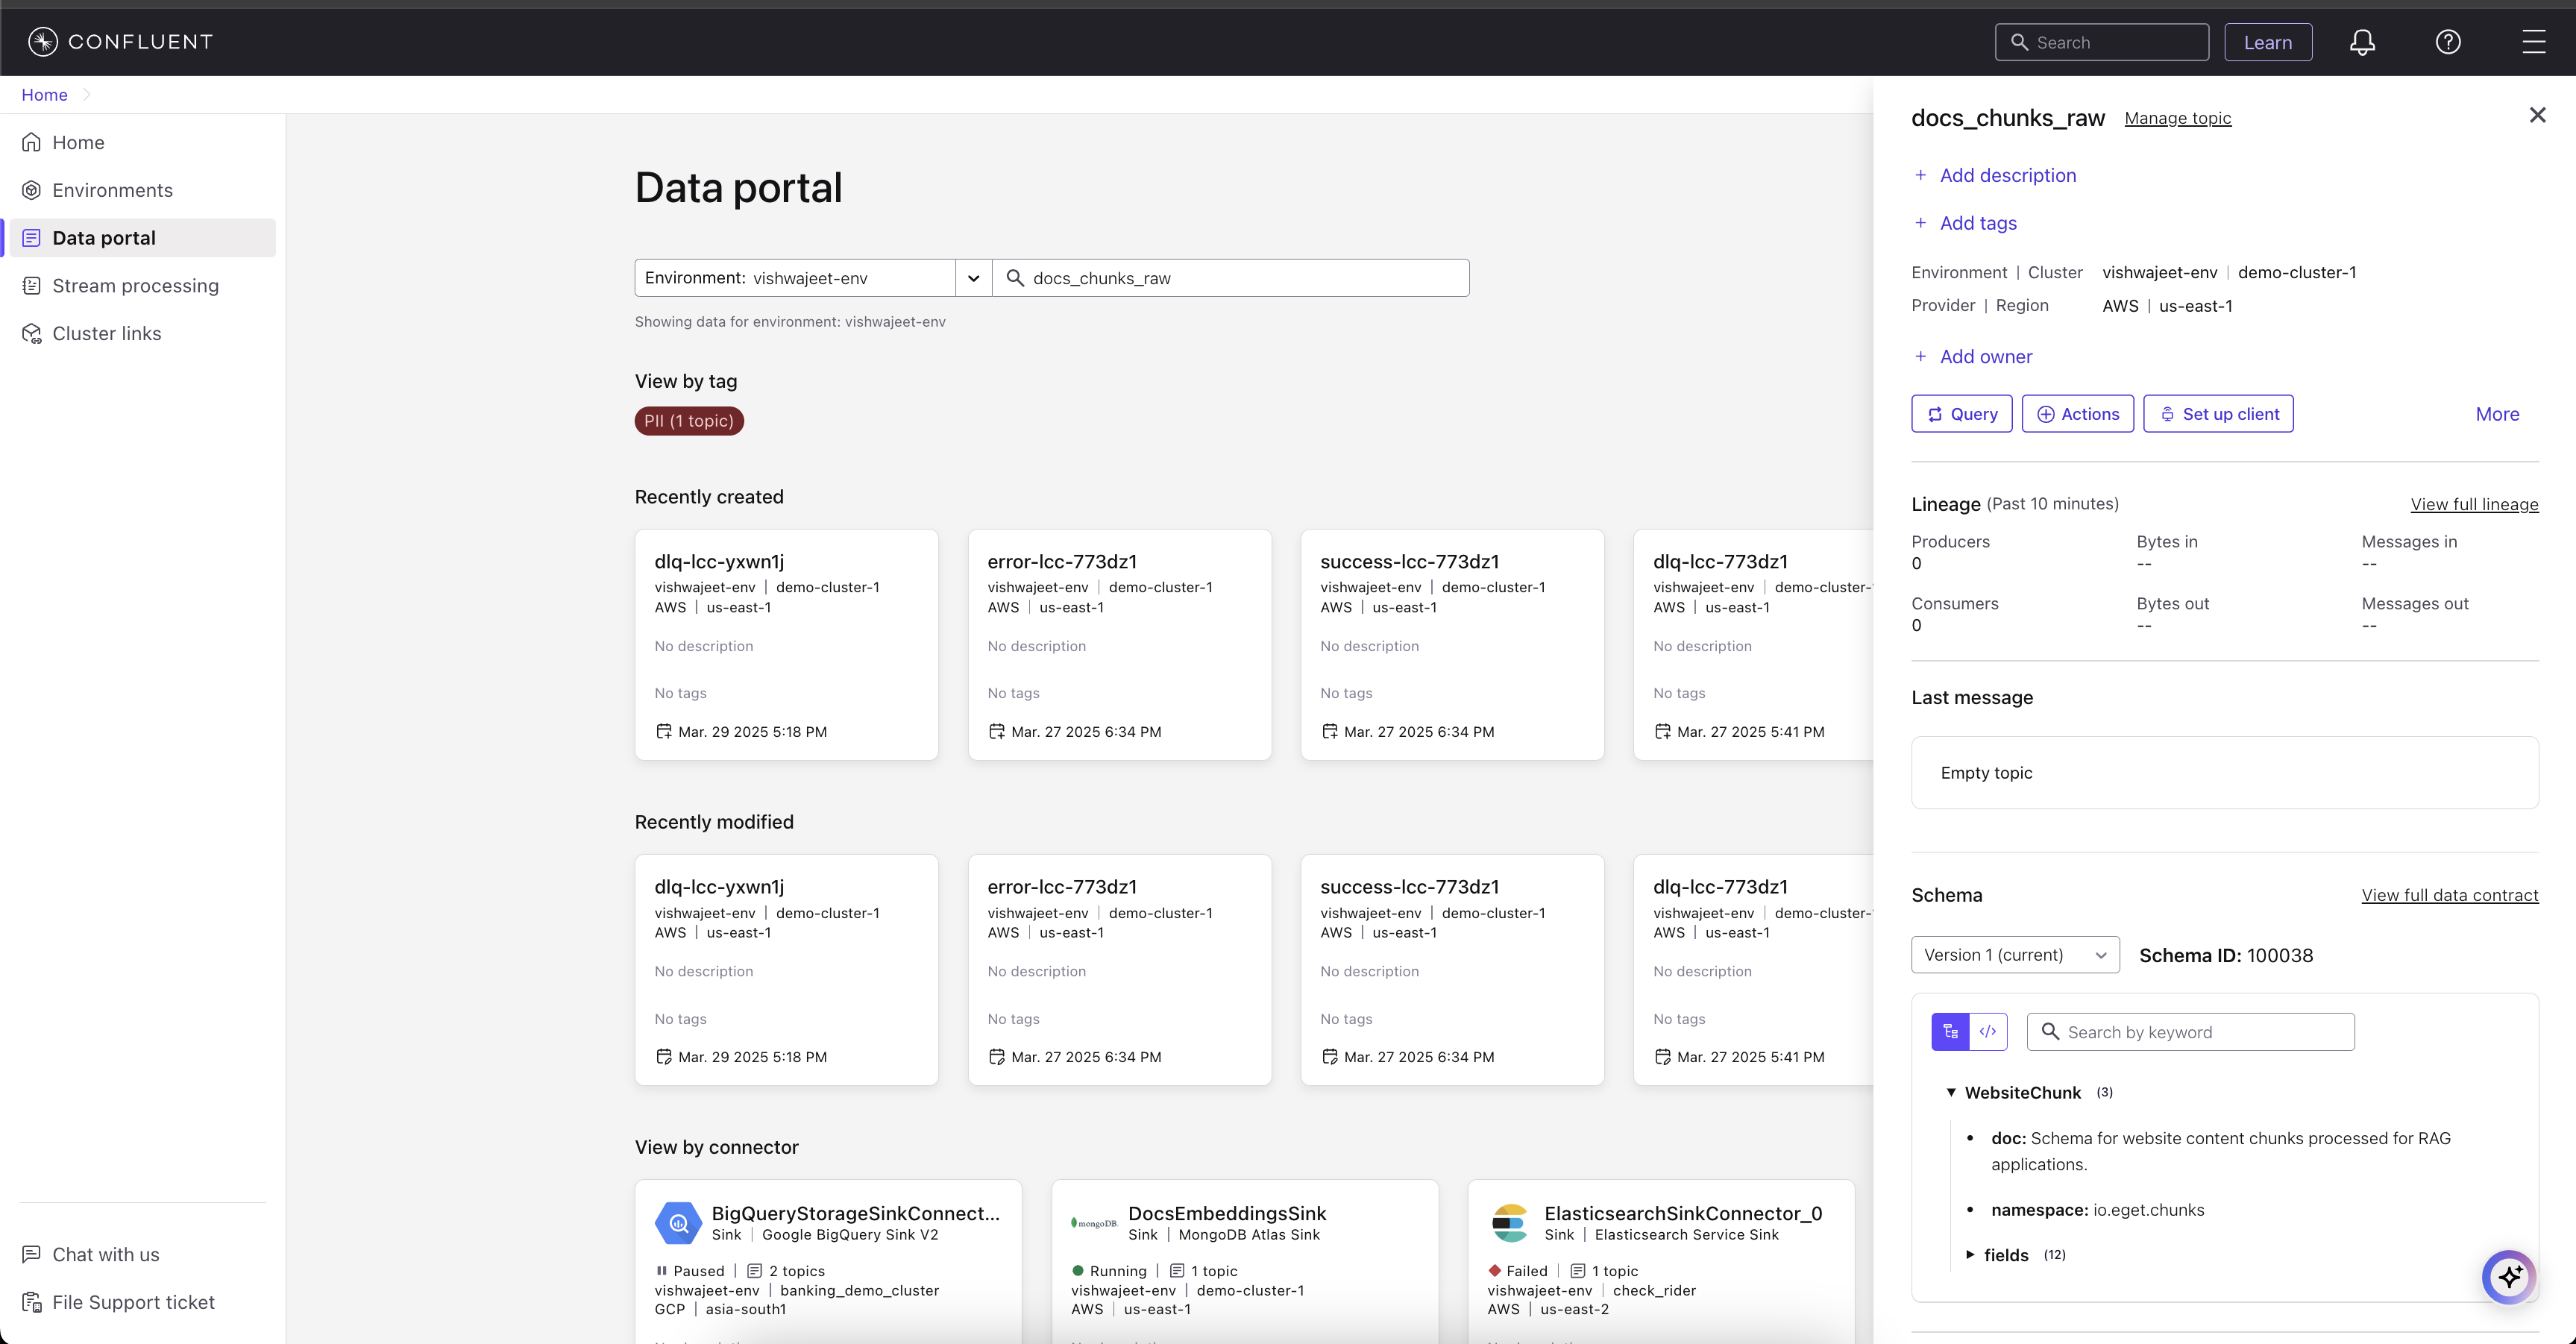 CONFLUENT
Search
Learn
Home
Home
Environments
Data portal
Stream processing
Cluster links
Chat with us
File Support ticket
Data portal
Environment: vishwajeet-env
docs_chunks_raw
Showing data for environment: vishwajeet-env
View by tag
PII (1 topic)
Recently created
dlq-lcc-yxwn1j
vishwajeet-env | demo-cluster-1
AWS | us-east-1
No description
No tags
Mar. 29 2025 5:18 PM
error-lcc-773dz1
vishwajeet-env | demo-cluster-1
AWS | us-east-1
No description
No tags
Mar. 27 2025 6:34 PM
success-lcc-773dz1
vishwajeet-env | demo-cluster-1
AWS | us-east-1
No description
No tags
Mar. 27 2025 6:34 PM
dlq-lcc-773dz1
vishwajeet-env | demo-cluster-
AWS | us-east-1
No description
No tags
Mar. 27 2025 5:41 PM
Recently modified
dlq-lcc-yxwn1j
vishwajeet-env | demo-cluster-1
AWS | us-east-1
No description
No tags
Mar. 29 2025 5:18 PM
error-lcc-773dz1
vishwajeet-env | demo-cluster-1
AWS | us-east-1
No description
No tags
Mar. 27 2025 6:34 PM
success-lcc-773dz1
vishwajeet-env | demo-cluster-1
AWS | us-east-1
No description
No tags
Mar. 27 2025 6:34 PM
dlq-lcc-773dz1
vishwajeet-env | demo-cluster-
AWS | us-east-1
No description
No tags
Mar. 27 2025 5:41 PM
View by connector
BigQueryStorageSinkConnect...
Sink | Google BigQuery Sink V2
Paused | 2 topics
vishwajeet-env | banking_demo_cluster
GCP | asia-south1
mongoDB.
DocsEmbeddingsSink
Sink | MongoDB Atlas Sink
Running | 1 topic
vishwajeet-env | demo-cluster-1
AWS | us-east-1
ElasticsearchSinkConnector_0
Sink | Elasticsearch Service Sink
Failed | 1 topic
vishwajeet-env | check_rider
AWS | us-east-2
docs_chunks_raw Manage topic
+ Add description
+ Add tags
Environment | Cluster vishwajeet-env | demo-cluster-1
Provider | Region AWS | us-east-1
+ Add owner
Query Actions Set up client More
Lineage (Past 10 minutes) View full lineage
Producers Bytes in Messages in
0 -- --
Consumers Bytes out Messages out
0 -- --
Last message
Empty topic
Schema View full data contract
Version 1 (current) Schema ID: 100038
</> Search by keyword
WebsiteChunk (3)
• doc: Schema for website content chunks processed for RAG
applications.
• namespace: io.eget.chunks
fields (12)